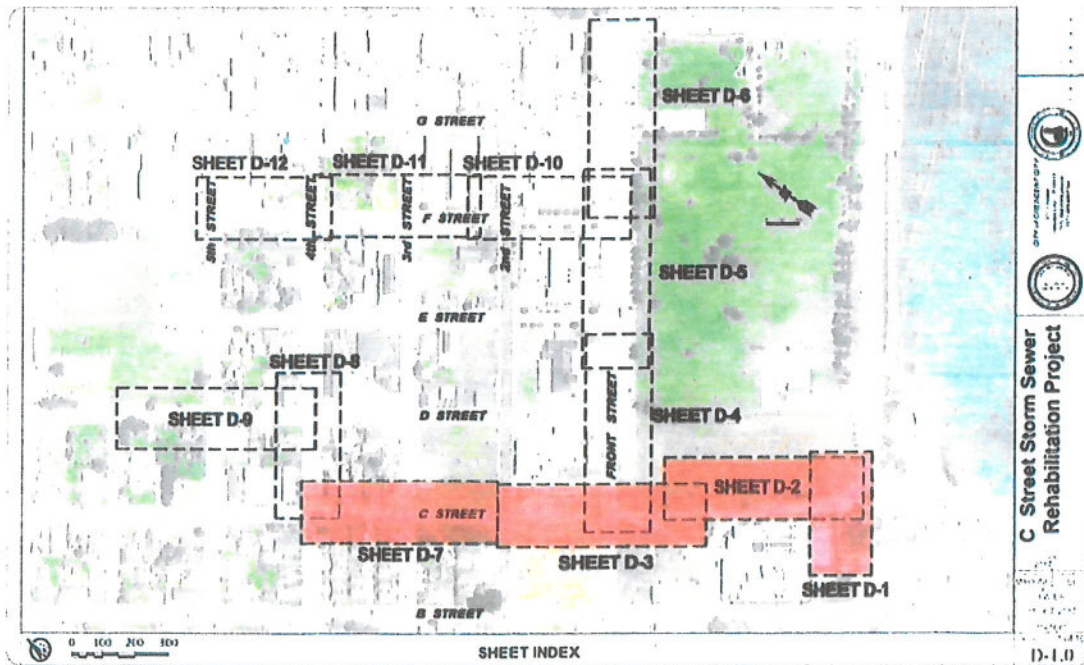 SHEET D-6
G STREET
SHEET D-12
SHEET D-11
SHEET D-10
5th STREET
4th STREET
3rd STREET
F STREET
2nd STREET
SHEET D-5
E STREET
SHEET D-8
SHEET D-9
D STREET
FRONT STREET
SHEET D-4
SHEET D-2
C STREET
SHEET D-7
SHEET D-3
SHEET D-1
B STREET
0 100 200 300
SHEET INDEX
C Street Storm Sewer
Rehabilitation Project
D-1.0